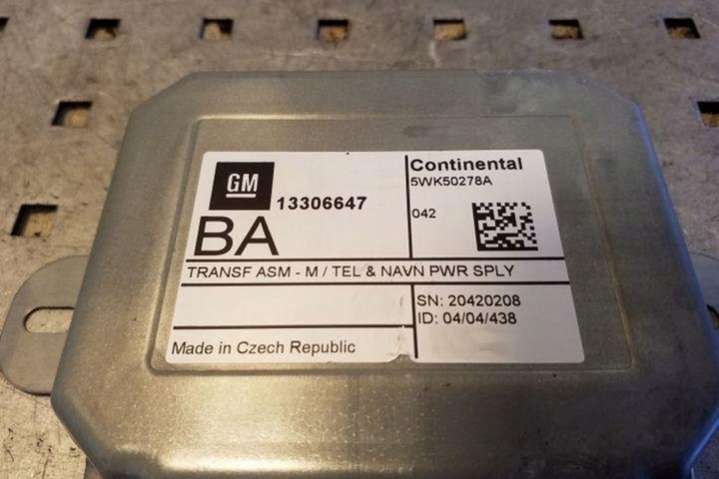 GM 13306647
BA
Continental
5WK50278A
042
TRANSF ASM - M / TEL & NAVN PWR SPLY
SN: 20420208
ID: 04/04/438
Made in Czech Republic